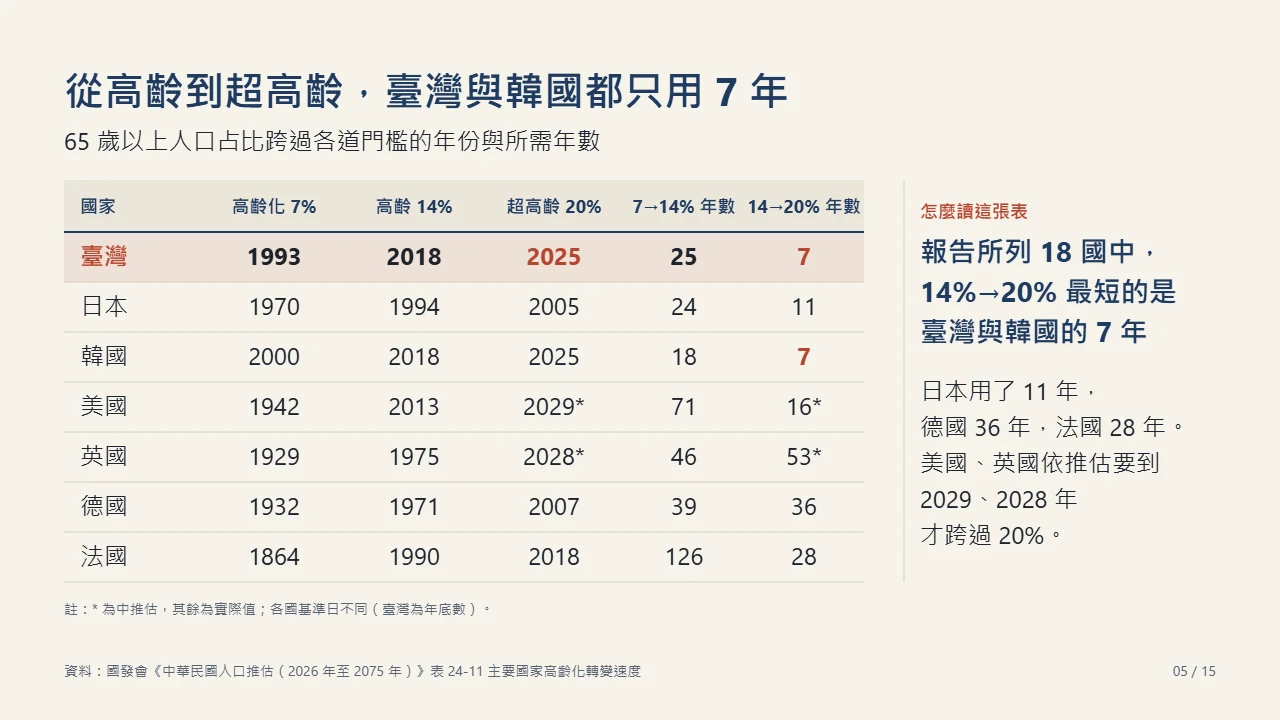 從高齡到超高齡，臺灣與韓國都只用 7 年
65 歲以上人口占比跨過各道門檻的年份與所需年數
國家 高齡化 7% 高齡 14% 超高齡 20% 7→14% 年數 14→20% 年數
臺灣 1993 2018 2025 25 7
日本 1970 1994 2005 24 11
韓國 2000 2018 2025 18 7
美國 1942 2013 2029* 71 16*
英國 1929 1975 2028* 46 53*
德國 1932 1971 2007 39 36
法國 1864 1990 2018 126 28
註：* 為中推估，其餘為實際值；各國基準日不同（臺灣為年底數）。
怎麼讀這張表
報告所列 18 國中，
14%→20% 最短的是
臺灣與韓國的 7 年
日本用了 11 年，
德國 36 年，法國 28 年。
美國、英國依推估要到
2029、2028 年
才跨過 20%。
資料：國發會《中華民國人口推估（2026 年至 2075 年）》表 24-11 主要國家高齡化轉變速度
05 / 15